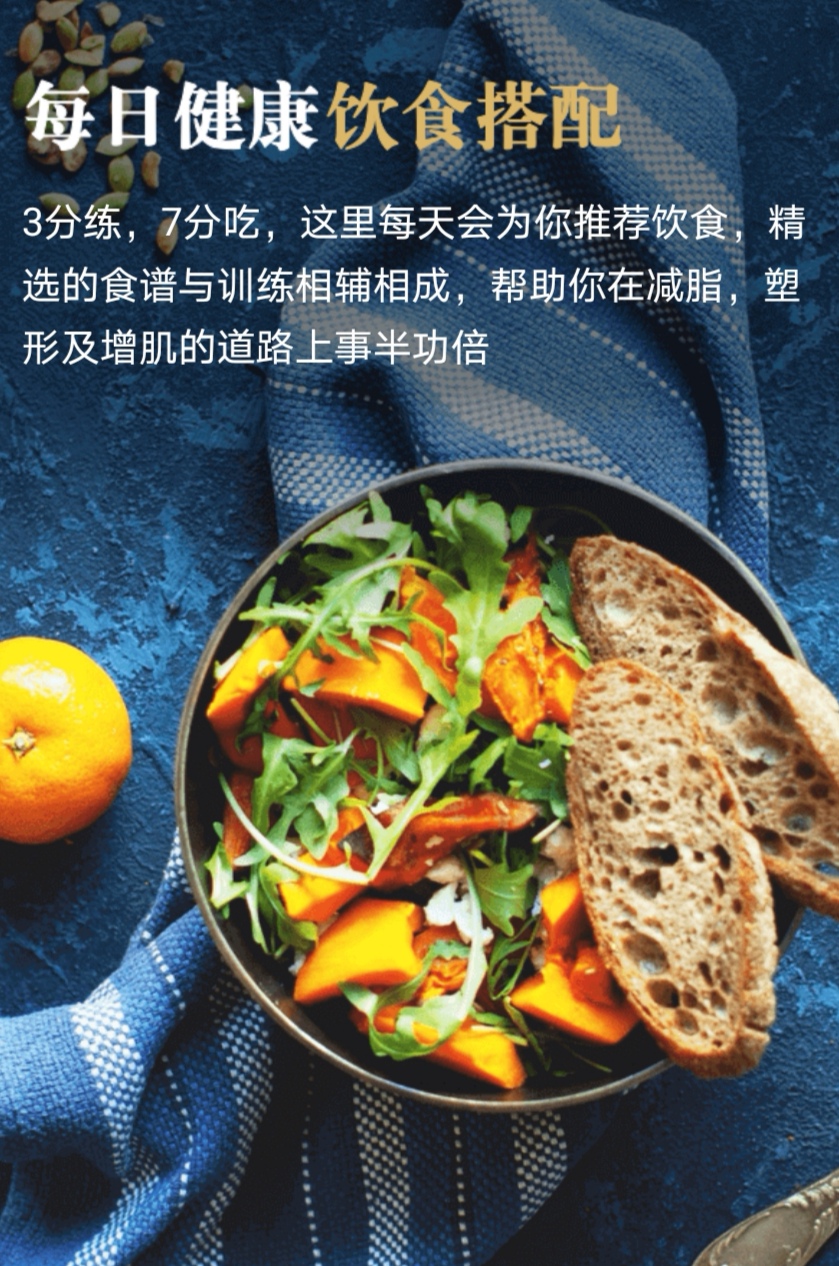 每日健康饮食搭配
3分练，7分吃，这里每天会为你推荐饮食，精
选的食谱与训练相辅相成，帮助你在减脂，塑
形及增肌的道路上事半功倍